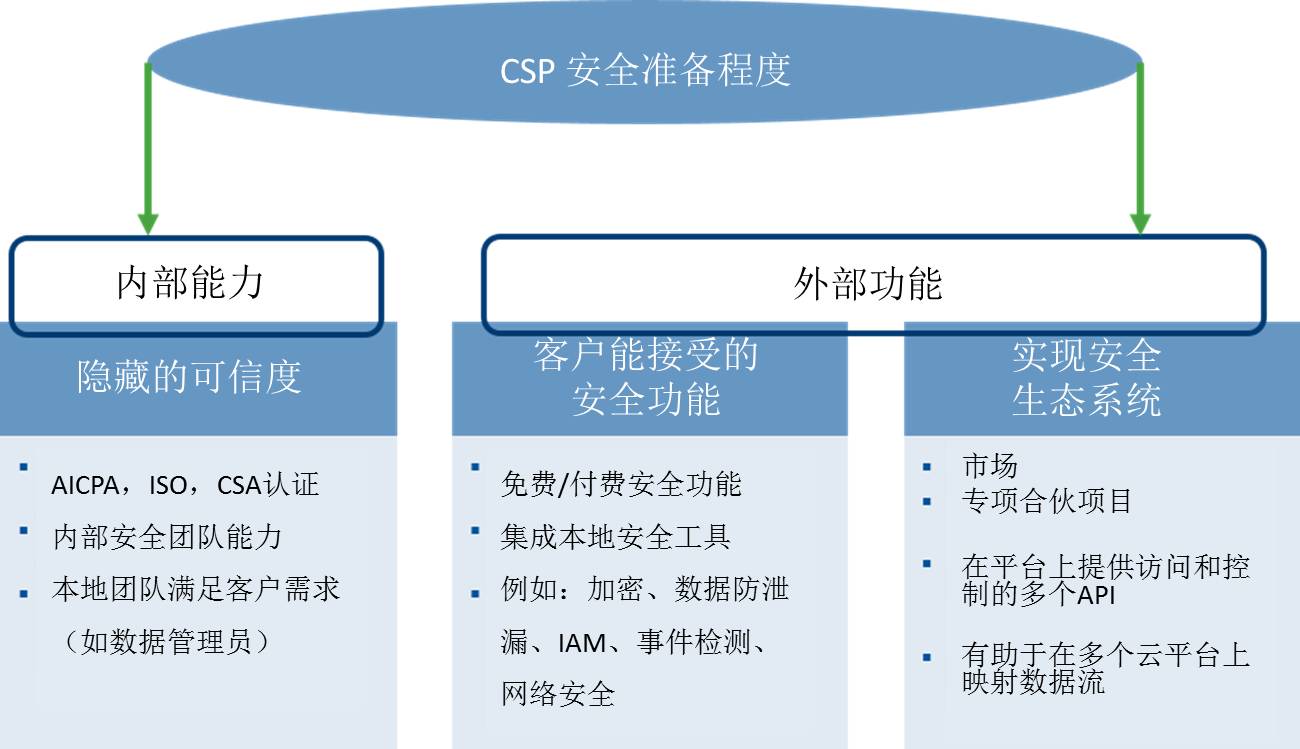 CSP 安全准备程度
内部能力
外部功能
隐藏的可信度
客户能接受的
安全功能
实现安全
生态系统
AICPA，ISO，CSA认证
内部安全团队能力
本地团队满足客户需求
（如数据管理员）
免费/付费安全功能
集成本地安全工具
例如：加密、数据防泄
漏、IAM、事件检测、
网络安全
市场
专项合伙项目
在平台上提供访问和控
制的多个API
有助于在多个云平台上
映射数据流